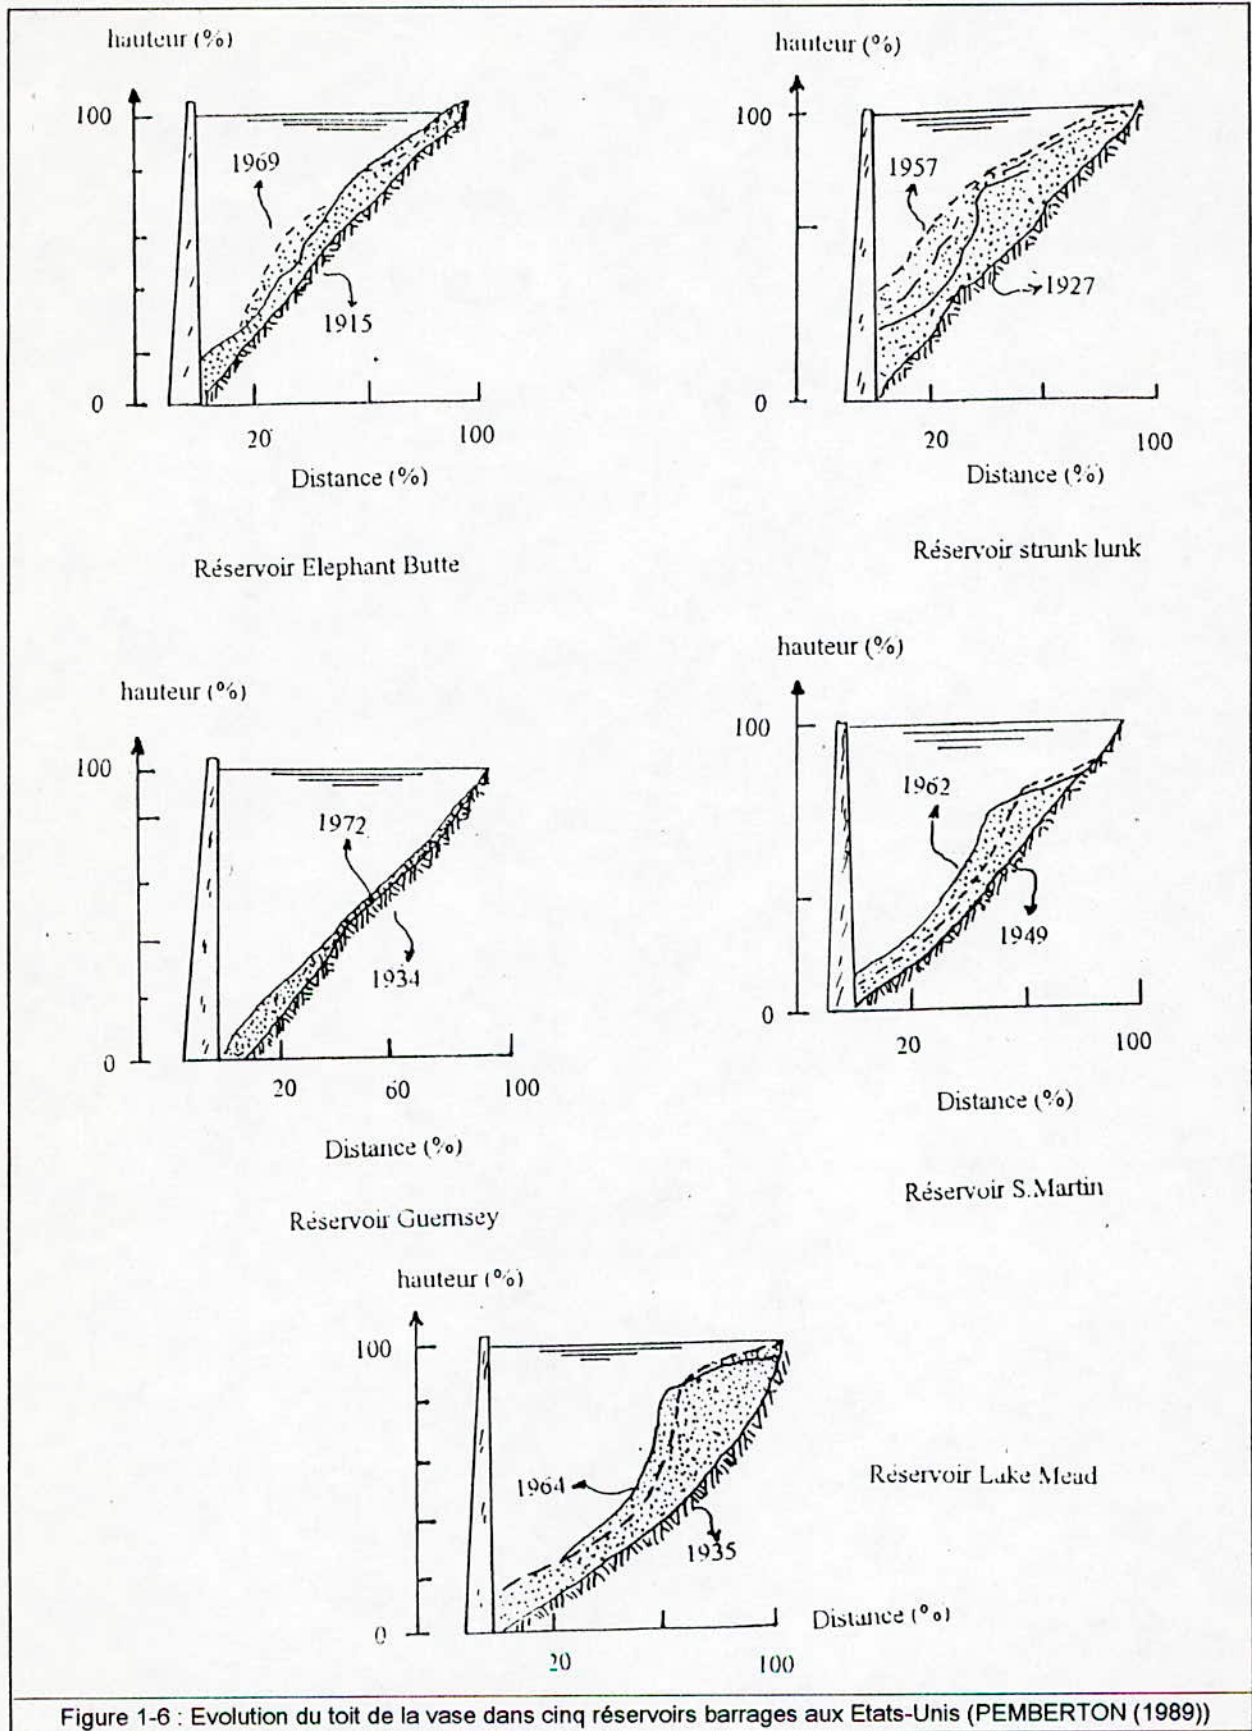 hauteur (%)
100
1969
1915
0
20
100
Distance (%)
Réservoir Elephant Butte
hauteur (%)
100
1957
1927
0
20
100
Distance (%)
Réservoir strunk lunk
hauteur (%)
100
1972
1934
0
20
60
100
Distance (%)
Réservoir Guernsey
hauteur (%)
100
1962
1949
0
20
100
Distance (%)
Réservoir S.Martin
hauteur (%)
100
1964
1935
0
20
100
Distance (%)
Réservoir Lake Mead
Figure 1-6 : Evolution du toit de la vase dans cinq réservoirs barrages aux Etats-Unis (PEMBERTON (1989))